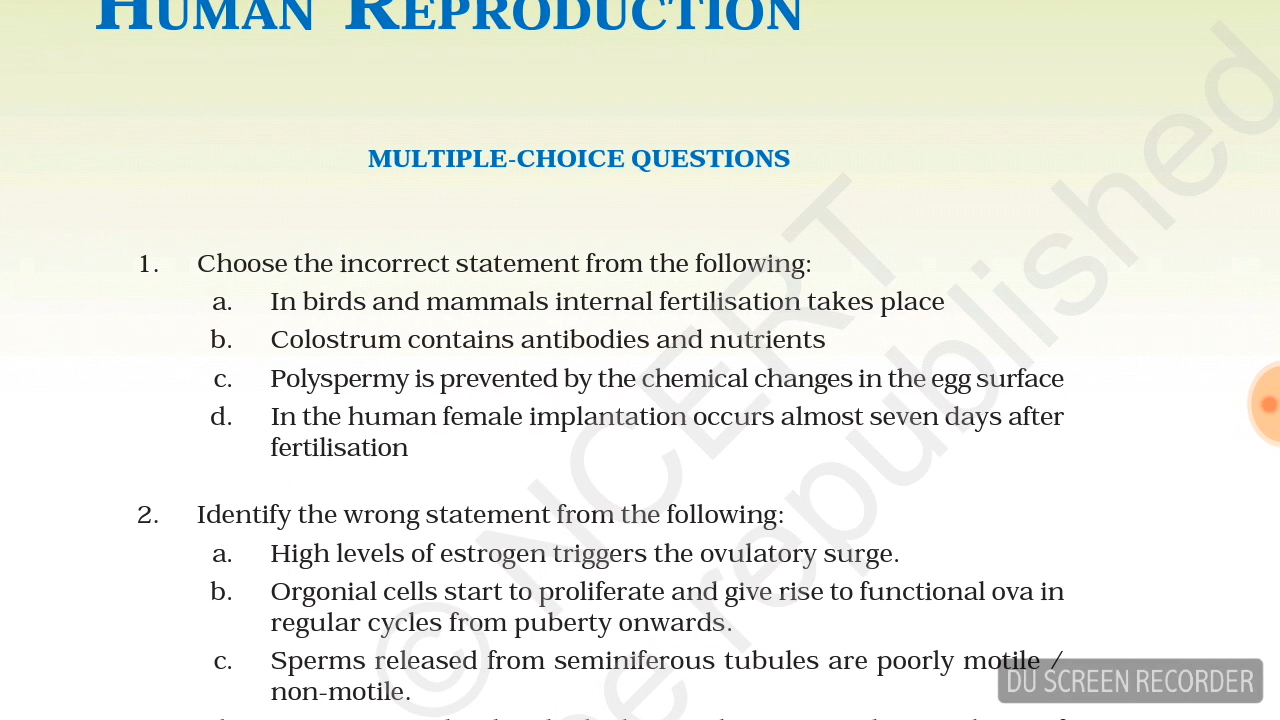 HUMAN REPRODUCTION
MULTIPLE-CHOICE QUESTIONS
1. Choose the incorrect statement from the following:
a. In birds and mammals internal fertilisation takes place
b. Colostrum contains antibodies and nutrients
c. Polyspermy is prevented by the chemical changes in the egg surface
d. In the human female implantation occurs almost seven days after
fertilisation
2. Identify the wrong statement from the following:
a. High levels of estrogen triggers the ovulatory surge.
b. Orgonial cells start to proliferate and give rise to functional ova in
regular cycles from puberty onwards.
c. Sperms released from seminiferous tubules are poorly motile /
non-motile.
© NCERT
republished
DU SCREEN RECORDER